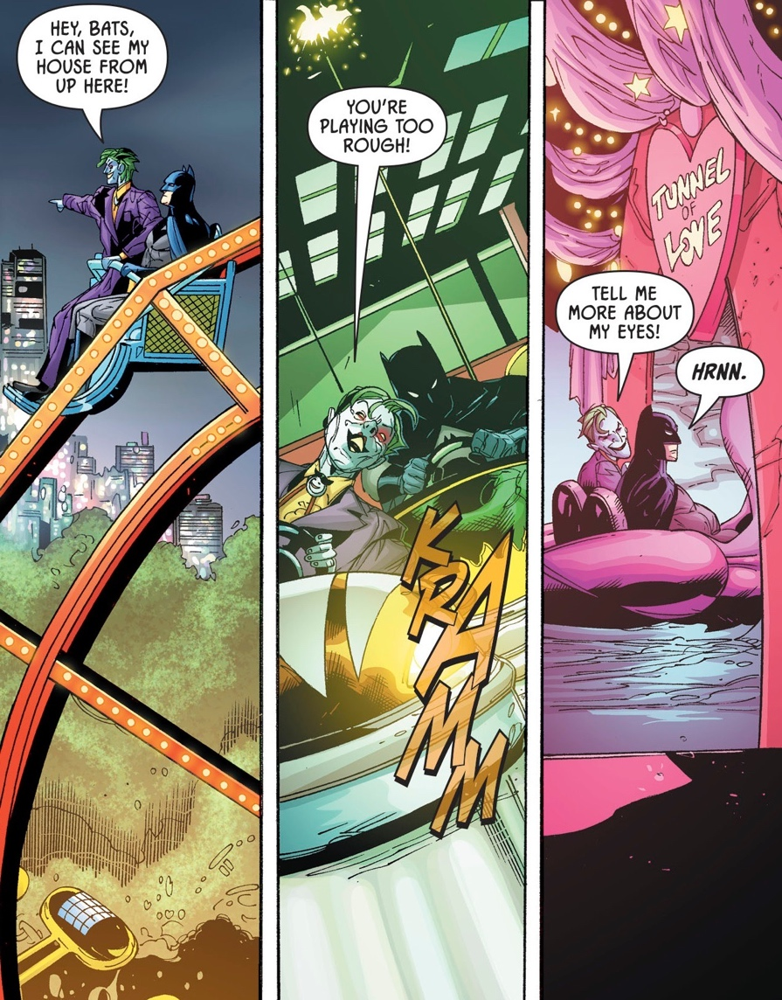 HEY, BATS,
I CAN SEE MY
HOUSE FROM
UP HERE!
YOU'RE
PLAYING TOO
ROUGH!
KRAMM
TUNNEL
OF
LOVE
TELL ME
MORE ABOUT
MY EYES!
HRNN.